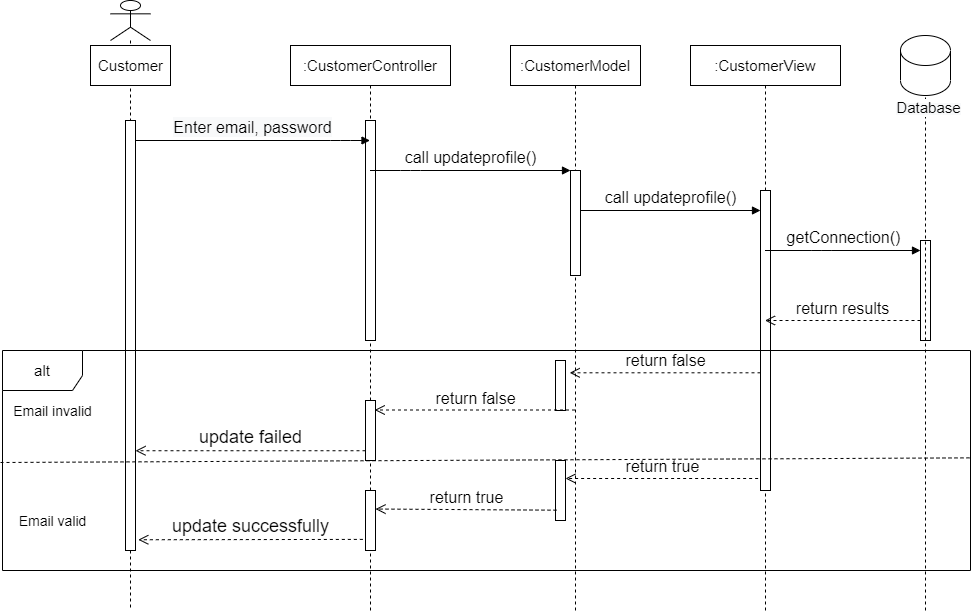 Customer
:CustomerController
:CustomerModel
:CustomerView
Database
Enter email, password
call updateprofile()
call updateprofile()
getConnection()
return results
alt
return false
return false
Email invalid
update failed
return true
return true
Email valid
update successfully